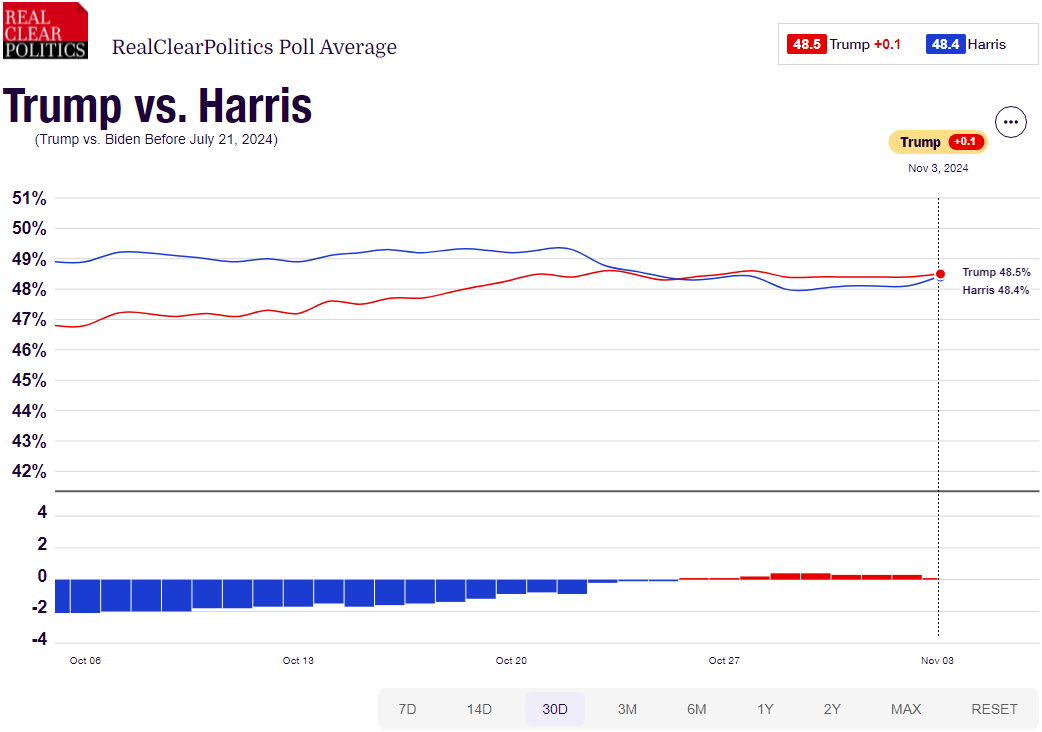 REAL
CLEAR
POLITICS
RealClearPolitics Poll Average
48.5 Trump +0.1 48.4 Harris
Trump vs. Harris
(Trump vs. Biden Before July 21, 2024)
Trump +0.1
Nov 3, 2024
51%
50%
49%
48%
47%
46%
45%
44%
43%
42%
Trump 48.5%
Harris 48.4%
4
2
0
-2
-4
Oct 06 Oct 13 Oct 20 Oct 27 Nov 03
7D 14D 30D 3M 6M 1Y 2Y MAX RESET